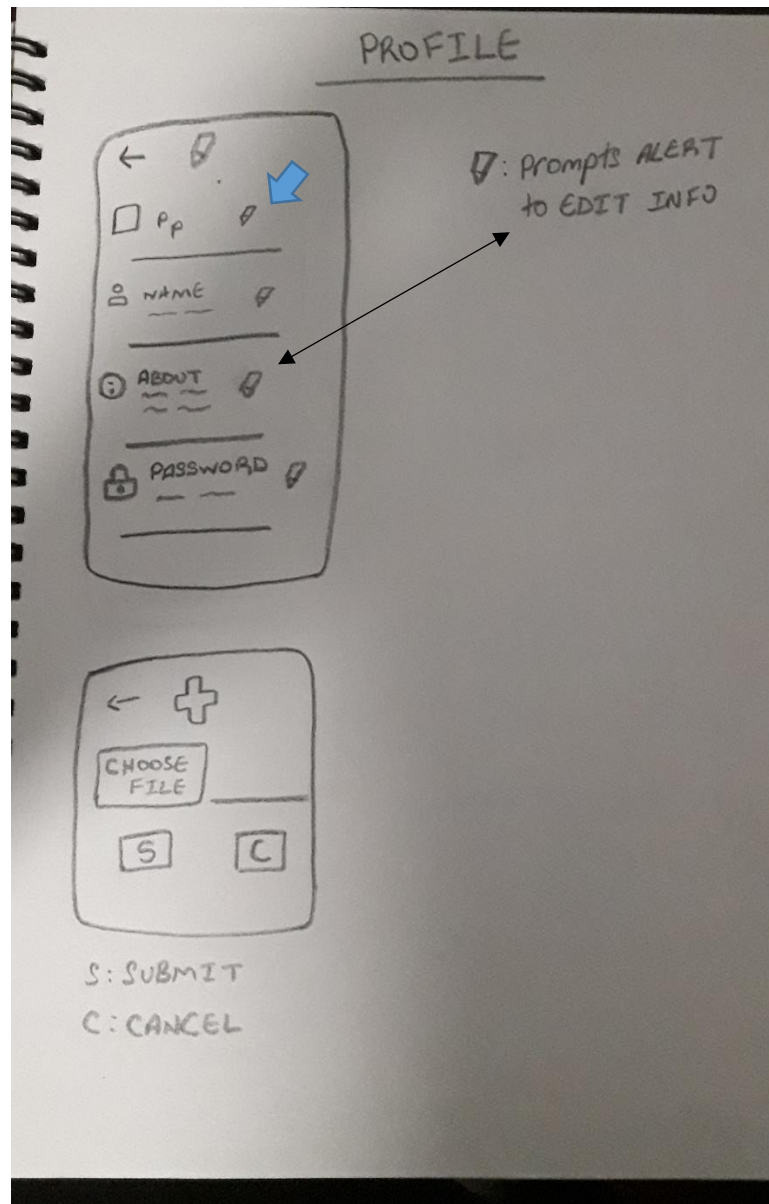 PROFILE
: Prompts ALERT
to EDIT INFO
PP
NAME
ABOUT
PASSWORD
CHOOSE
FILE
S
C
S: SUBMIT
C: CANCEL